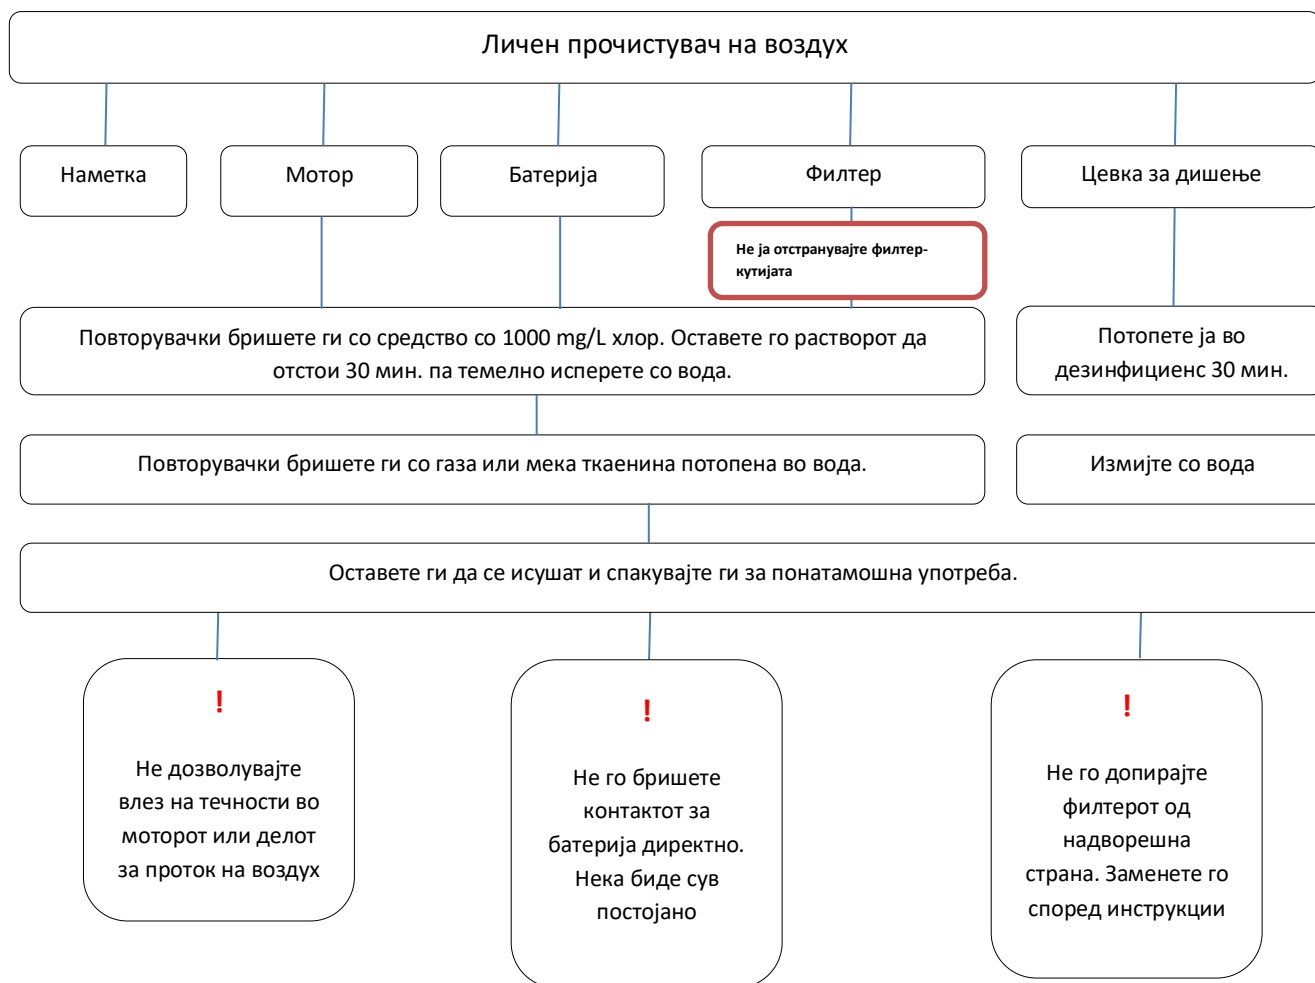 Личен прочистувач на воздух
Наметка
Мотор
Батерија
Филтер
Цевка за дишење
Не ја отстранувајте филтер-
кутијата
Повторувачки бришете ги со средство со 1000 mg/L хлор. Оставете го растворот да
отстои 30 мин. па темелно исперете со вода.
Потопете ја во
дезинфициенс 30 мин.
Повторувачки бришете ги со газа или мека ткаенина потопена во вода.
Измијте со вода
Оставете ги да се исушат и спакувајте ги за понатамошна употреба.
!
Не дозволувајте
влез на течности во
моторот или делот
за проток на воздух
!
Не го бришете
контактот за
батерија директно.
Нека биде сув
постојано
!
Не го допирајте
филтерот од
надворешна
страна. Заменете го
според инструкции